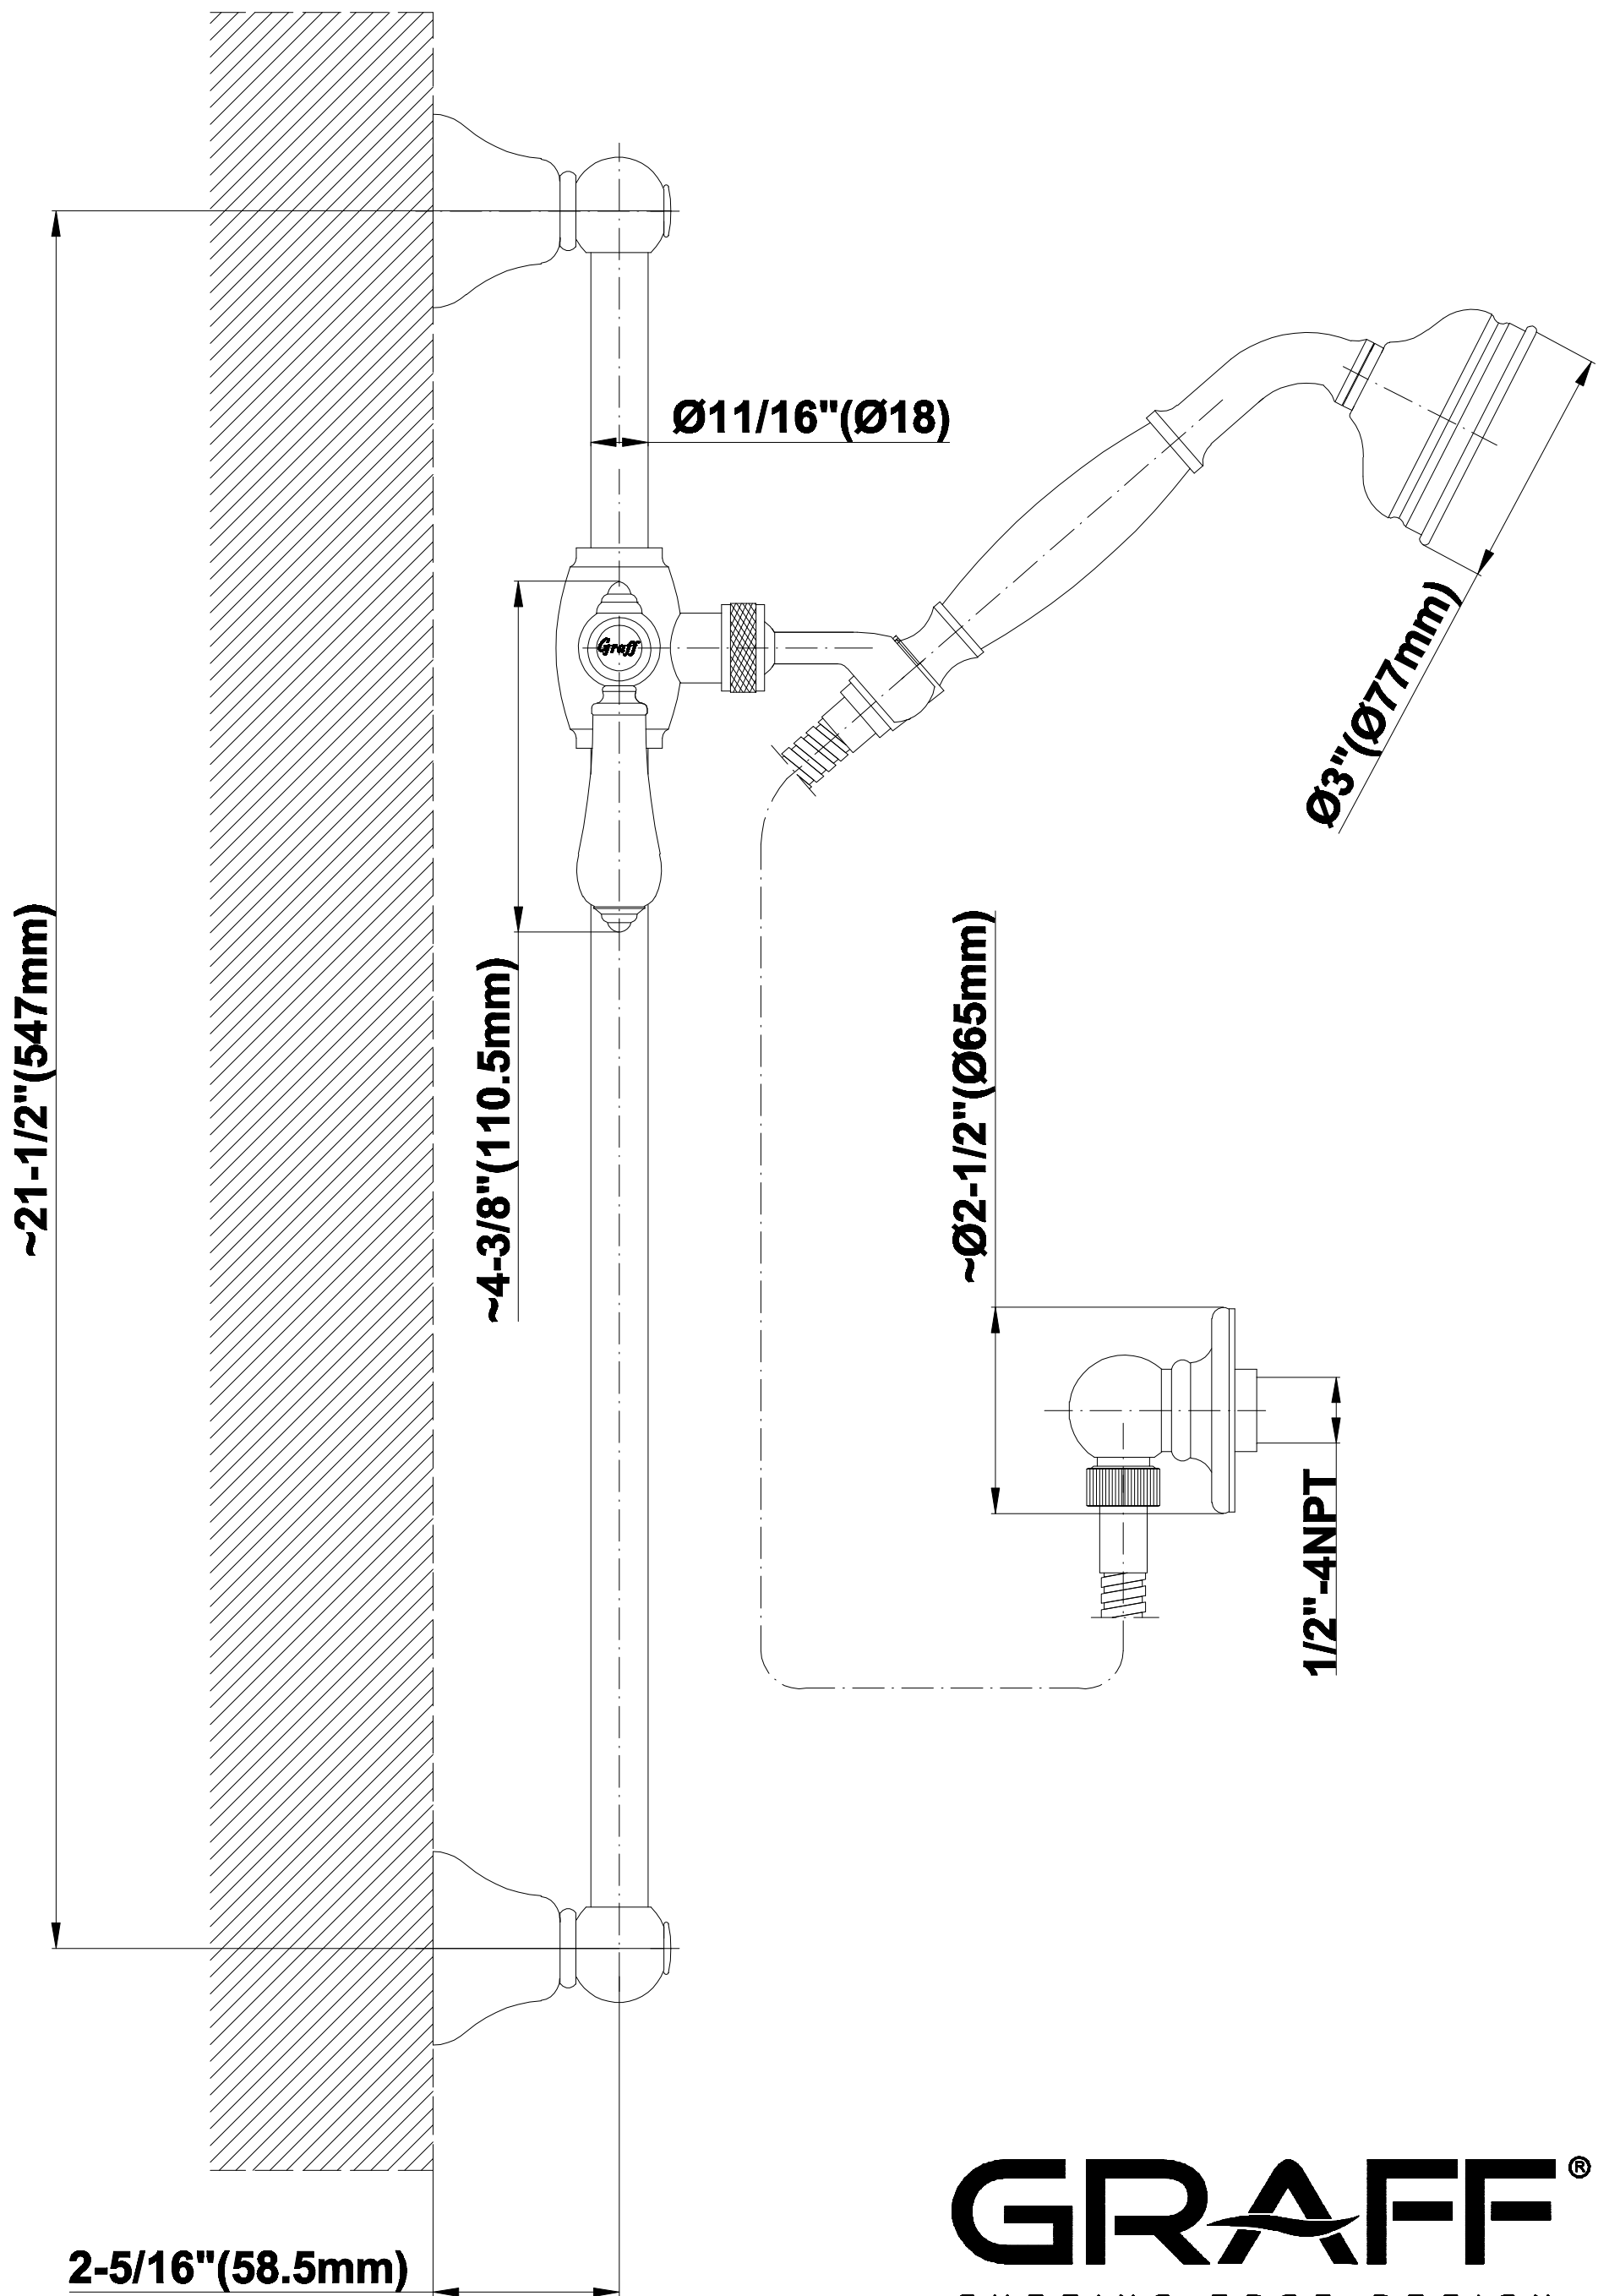 Ø11/16"(Ø18)
Graff
Ø3"(Ø77mm)
~21-1/2"(547mm)
~4-3/8"(110.5mm)
~Ø2-1/2"(Ø65mm)
1/2"-4NPT
2-5/16"(58.5mm)
GRAFF®